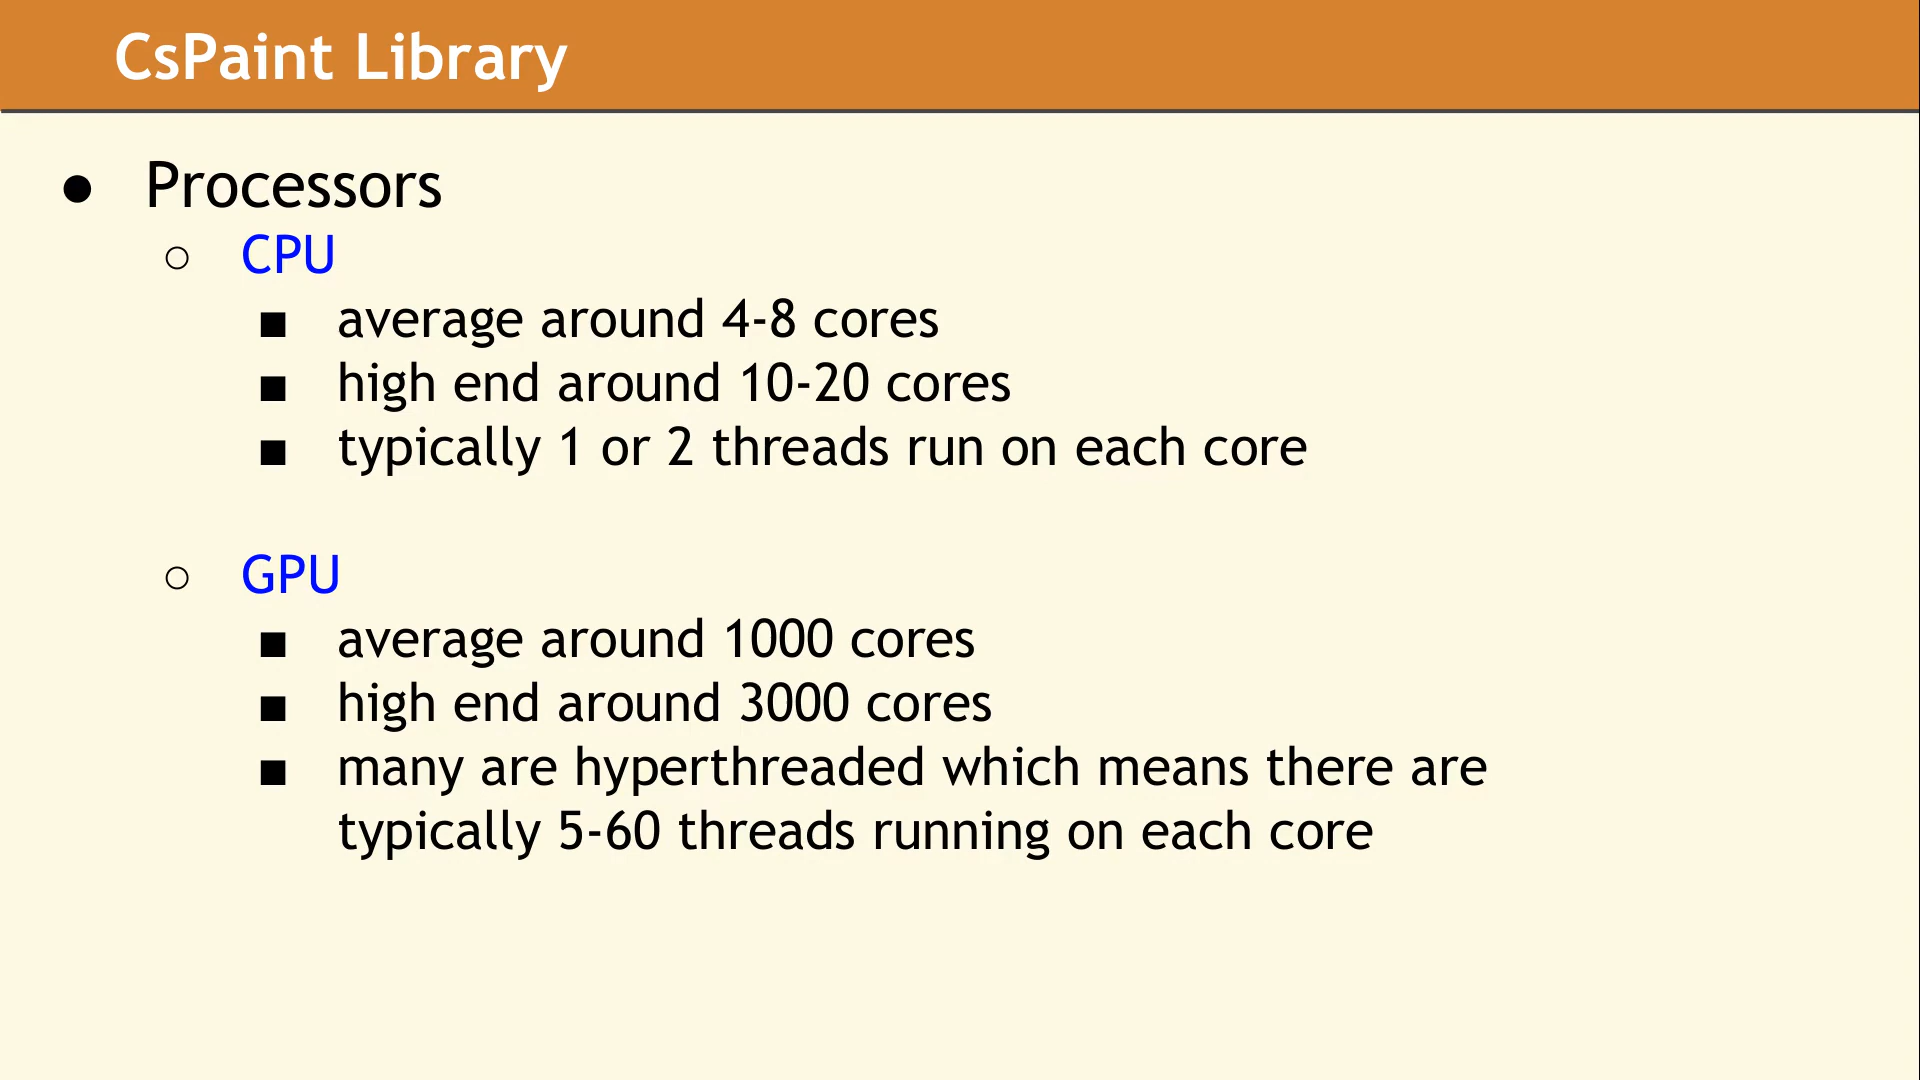 CsPaint Library
● Processors
○ CPU
■ average around 4-8 cores
■ high end around 10-20 cores
■ typically 1 or 2 threads run on each core
○ GPU
■ average around 1000 cores
■ high end around 3000 cores
■ many are hyperthreaded which means there are
typically 5-60 threads running on each core